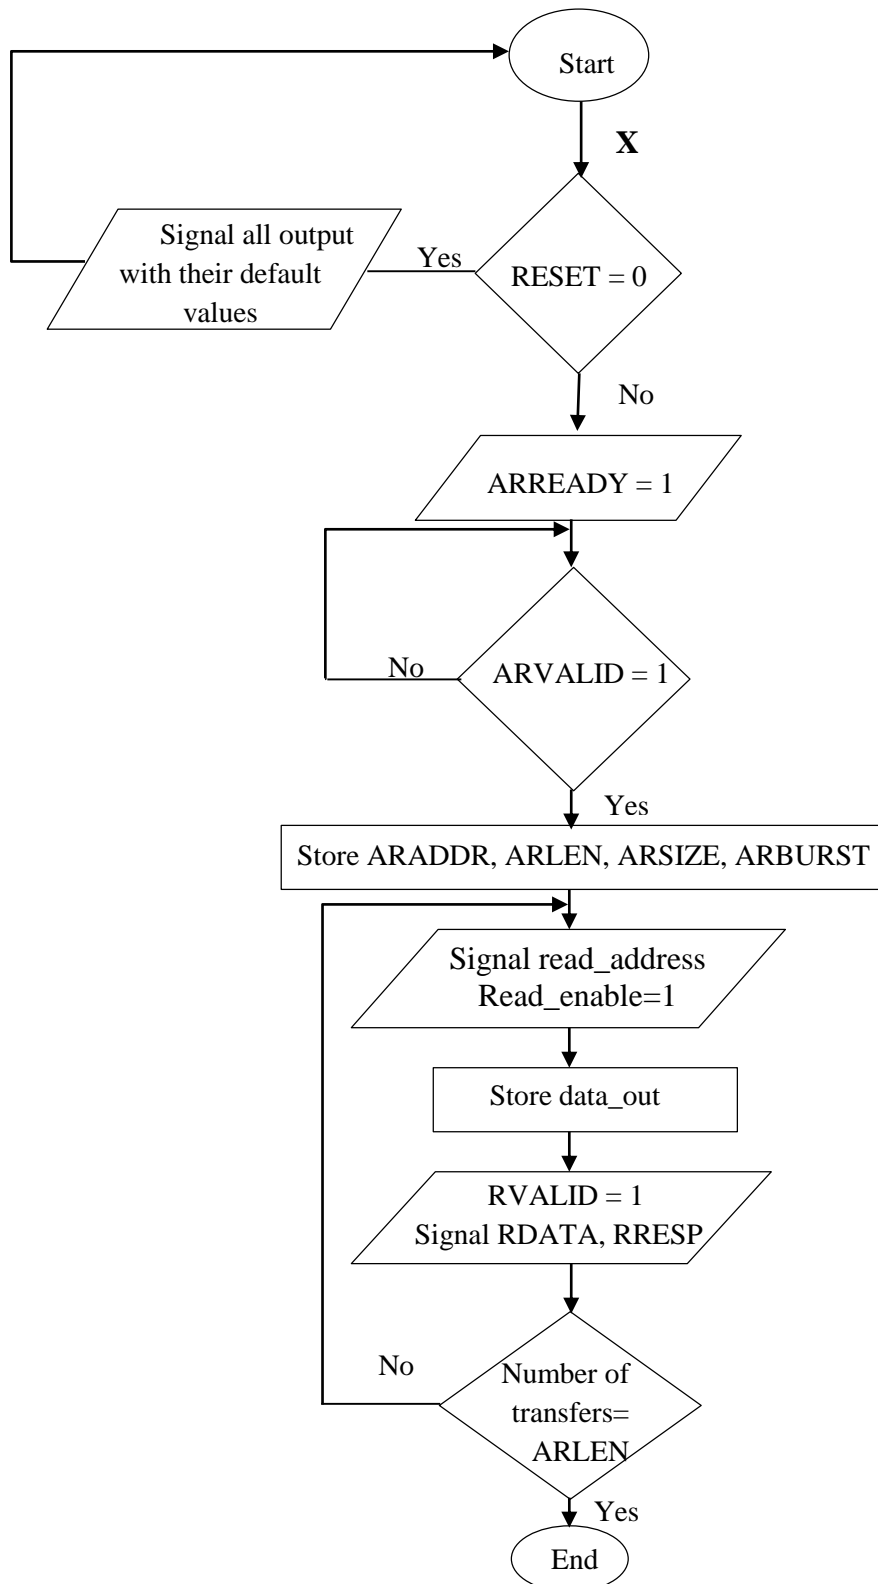 Start
X
Signal all output
with their default
values
Yes
RESET = 0
No
ARREADY = 1
No
ARVALID = 1
Yes
Store ARADDR, ARLEN, ARSIZE, ARBURST
Signal read_address
Read_enable=1
Store data_out
RVALID = 1
Signal RDATA, RRESP
No
Number of
transfers=
ARLEN
Yes
End